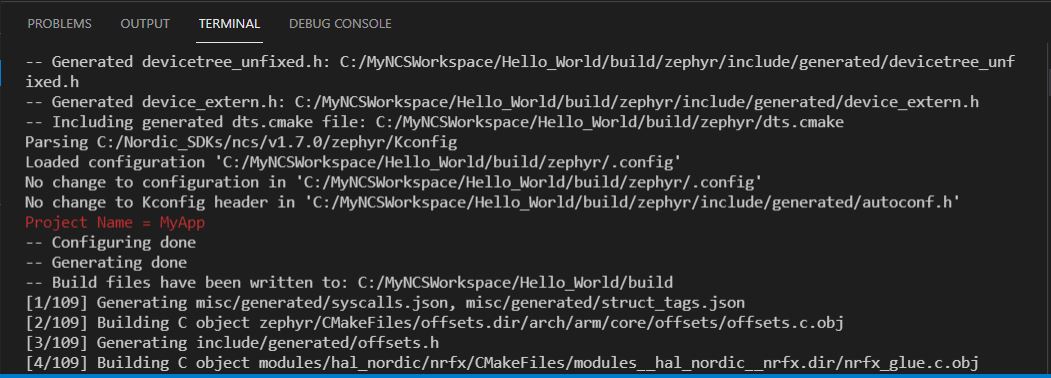 PROBLEMS OUTPUT TERMINAL DEBUG CONSOLE
-- Generated devicetree_unfixed.h: C:/MyNCSWorkspace/Hello_World/build/zephyr/include/generated/devicetree_unf
ixed.h
-- Generated device_extern.h: C:/MyNCSWorkspace/Hello_World/build/zephyr/include/generated/device_extern.h
-- Including generated dts.cmake file: C:/MyNCSWorkspace/Hello_World/build/zephyr/dts.cmake
Parsing C:/Nordic_SDKs/ncs/v1.7.0/zephyr/Kconfig
Loaded configuration 'C:/MyNCSWorkspace/Hello_World/build/zephyr/.config'
No change to configuration in 'C:/MyNCSWorkspace/Hello_World/build/zephyr/.config'
No change to Kconfig header in 'C:/MyNCSWorkspace/Hello_World/build/zephyr/include/generated/autoconf.h'
Project Name = MyApp
-- Configuring done
-- Generating done
-- Build files have been written to: C:/MyNCSWorkspace/Hello_World/build
[1/109] Generating misc/generated/syscalls.json, misc/generated/struct_tags.json
[2/109] Building C object zephyr/CMakeFiles/offsets.dir/arch/arm/core/offsets/offsets.c.obj
[3/109] Generating include/generated/offsets.h
[4/109] Building C object modules/hal_nordic/nrfx/CMakeFiles/modules__hal_nordic__nrfx.dir/nrfx_glue.c.obj